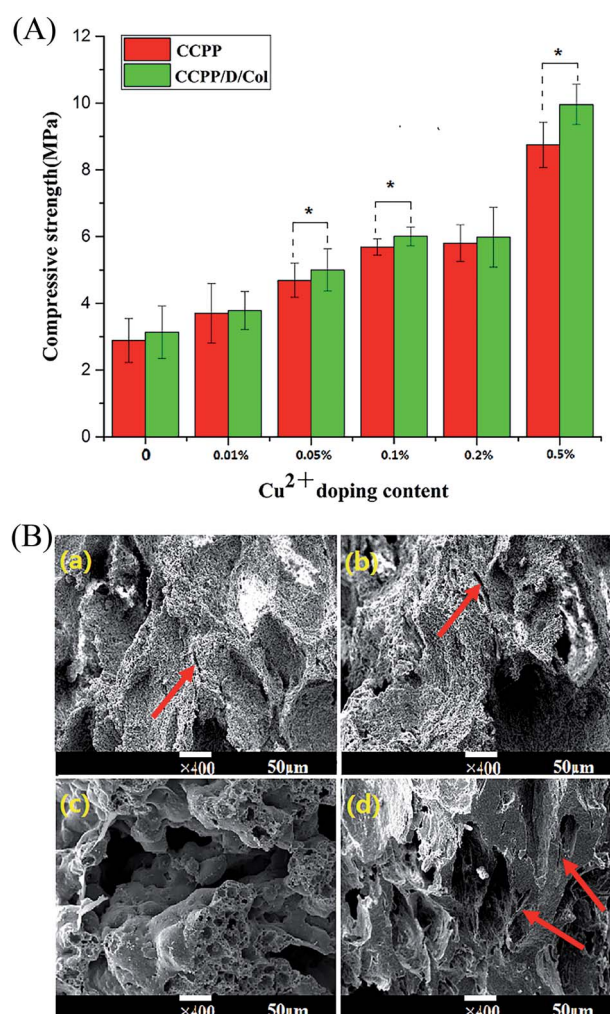 (A)
CCPP
CCPP/D/Col
Compressive strength(MPa)
12
10
8
6
4
2
0
*
*
*
0
0.01%
0.05%
0.1%
0.2%
0.5%
Cu2+ doping content
(B)
(a)
×400
50μm
(b)
×400
50μm
(c)
×400
50μm
(d)
×400
50μm